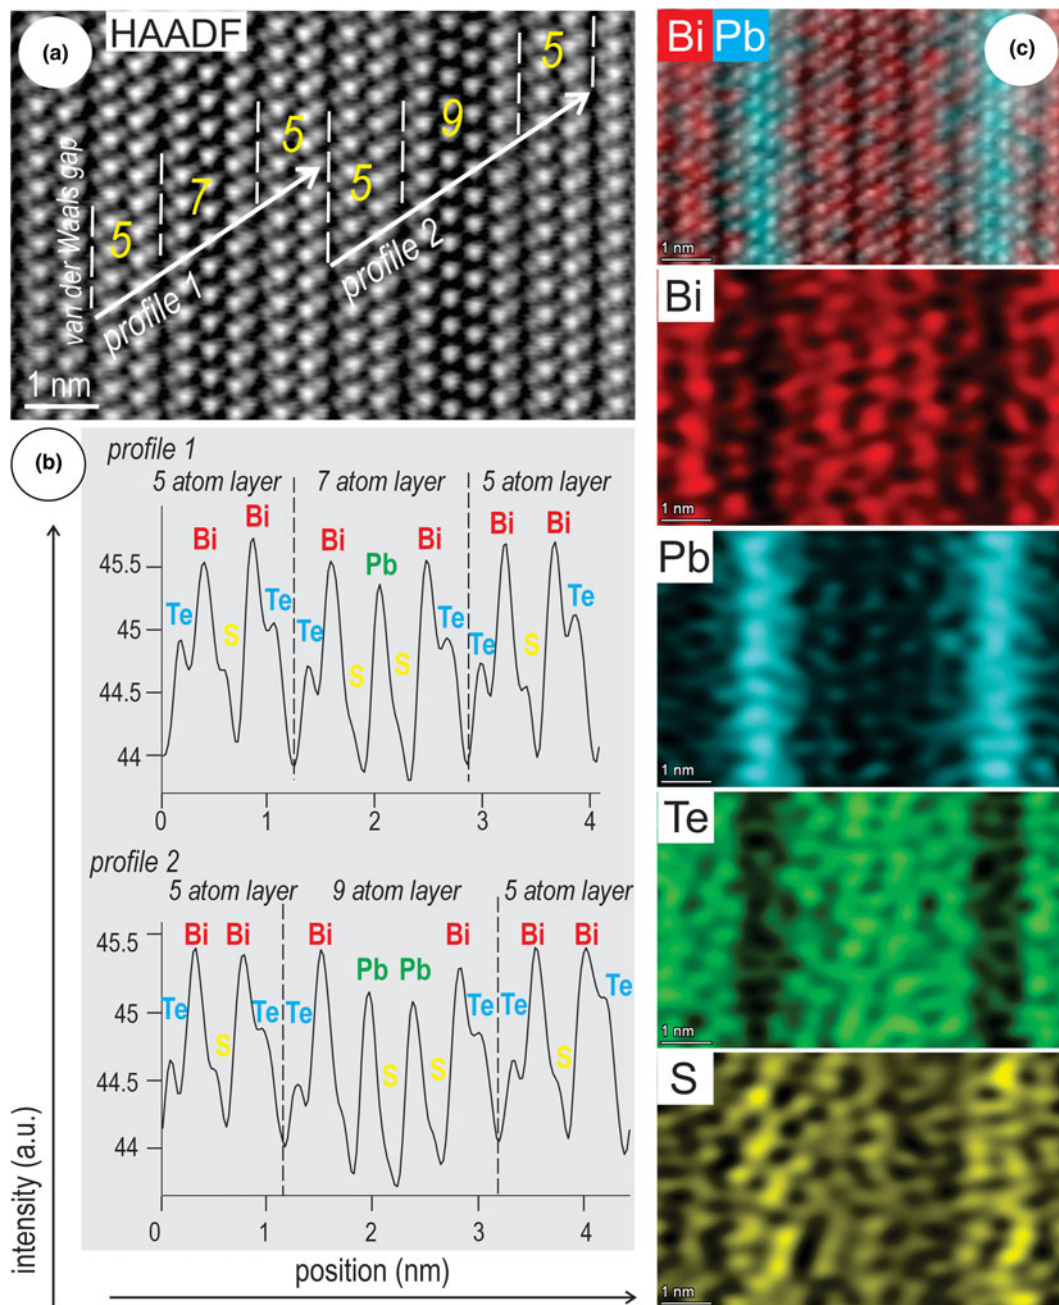 (a)
HAADF
5
9
5
5
7
5
van der Waals gap
profile 1
profile 2
1 nm
(b)
profile 1
5 atom layer
7 atom layer
5 atom layer
Te
Bi
S
Bi
Te
Te
Bi
S
Pb
S
Bi
Te
Te
Bi
S
Bi
Te
45.5
45
44.5
44
0
1
2
3
4
profile 2
5 atom layer
9 atom layer
5 atom layer
Te
Bi
S
Bi
Te
Te
Bi
Pb
S
Pb
S
Bi
Te
Te
Bi
S
Bi
Te
45.5
45
44.5
44
0
1
2
3
4
intensity (a.u.)
position (nm)
Bi Pb
(c)
1 nm
Bi
1 nm
Pb
1 nm
Te
1 nm
S
1 nm